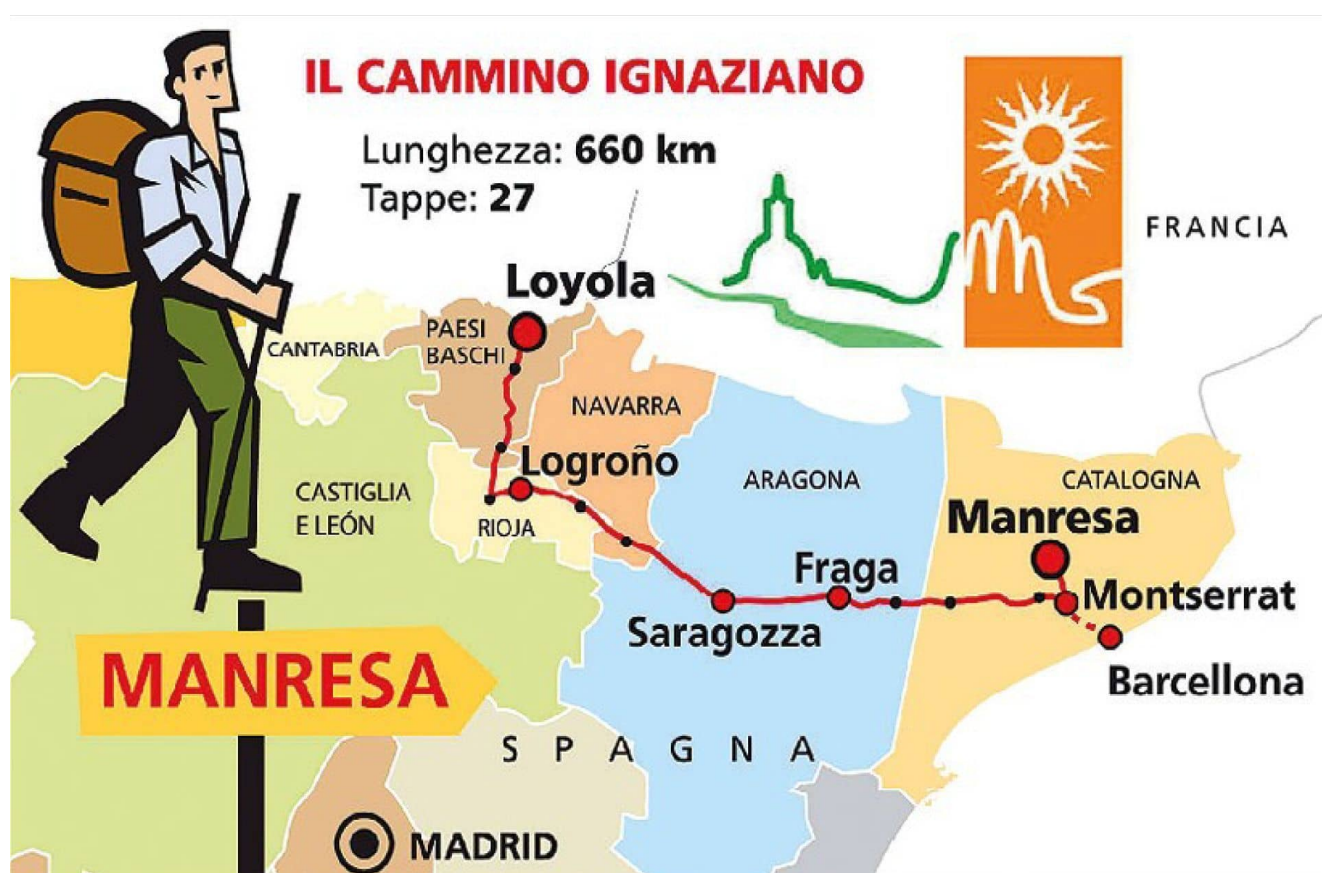 IL CAMMINO IGNAZIANO
Lunghezza: 660 km
Tappe: 27
FRANCIA
Loyola
PAESI
BASCHI
CANTABRIA
NAVARRA
Logroño
ARAGONA
CATALOGNA
CASTIGLIA
E LEÓN
RIOJA
Manresa
Fraga
Montserrat
Saragozza
Barcellona
MANRESA
SPAGNA
MADRID